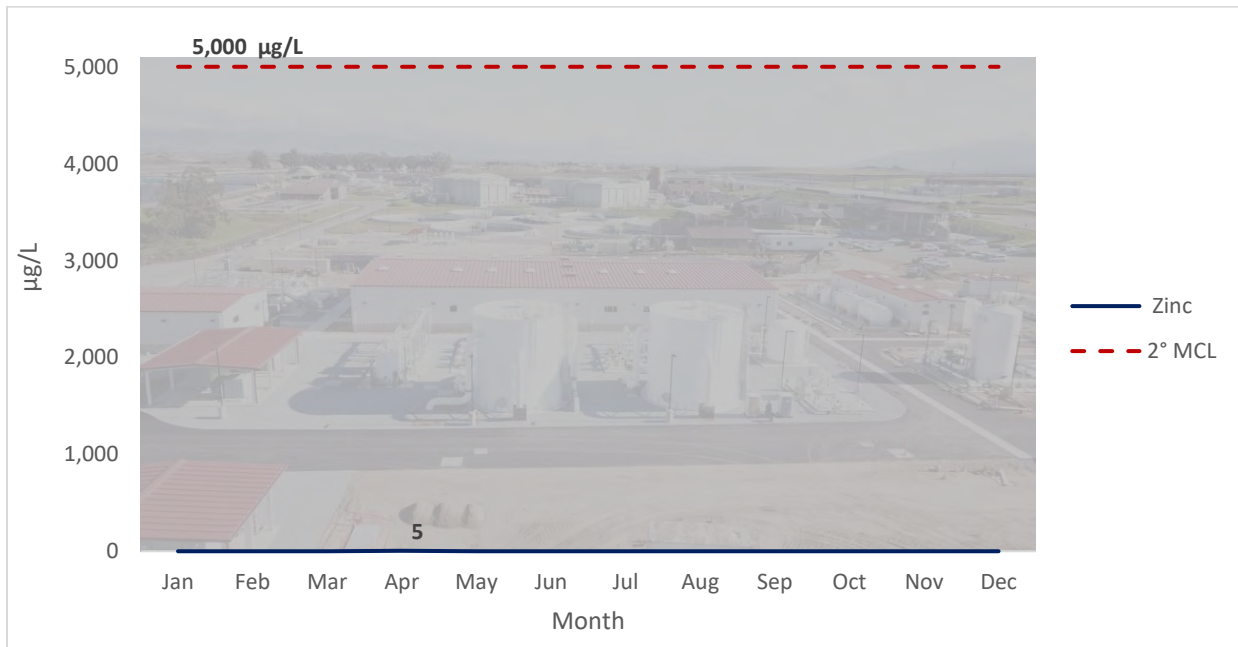 5,000 µg/L
5,000
4,000
3,000
2,000
1,000
0
µg/L
5
Jan Feb Mar Apr May Jun Jul Aug Sep Oct Nov Dec
Month
Zinc
2° MCL